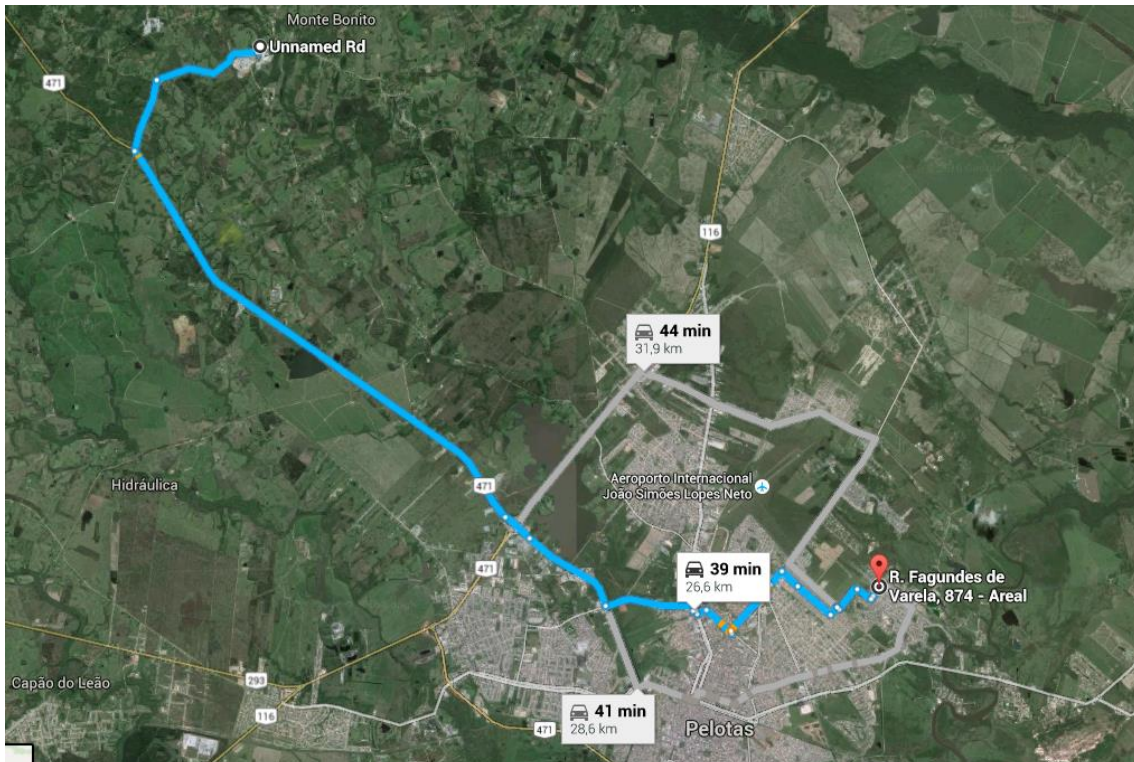 Monte Bonito
Unnamed Rd
471
116
44 min
31,9 km
Hidráulica
471
Aeroporto Internacional
João Simões Lopes Neto
471
39 min
26,6 km
R. Fagundes de
Varela, 874 - Areal
Capão do Leão
293
116
41 min
28,6 km
471
Pelotas